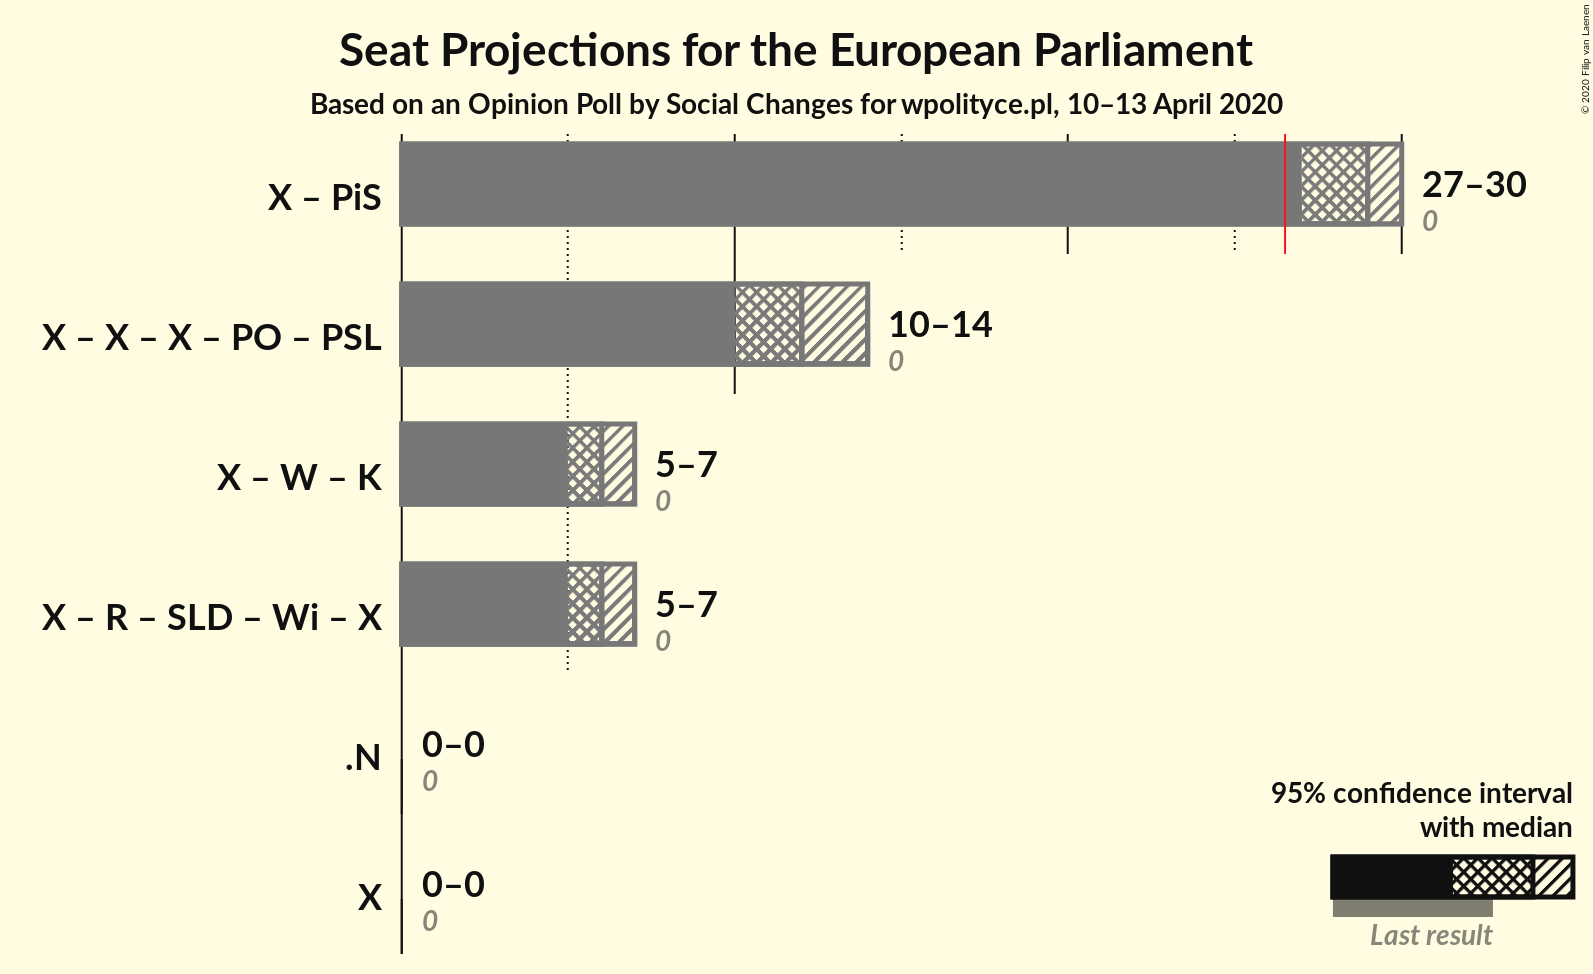 Seat Projections for the European Parliament
Based on an Opinion Poll by Social Changes for wpolityce.pl, 10–13 April 2020
© 2020 Filip van Laenen
X – PiS
27–30
0
X – X – X – PO – PSL
10–14
0
X – W – K
5–7
0
X – R – SLD – Wi – X
5–7
0
.N
0–0
0
X
0–0
0
95% confidence interval
with median
Last result